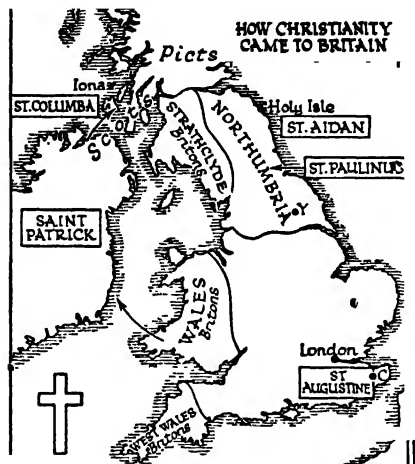 HOW CHRISTIANITY
CAME TO BRITAIN
Picts
Iona
ST. COLUMBA
Scots
STRATHCLYDE
Britons
NORTHUMBRIA
Holy Isle
ST. AIDAN
ST. PAULINUS
Y
SAINT
PATRICK
WALES
Britons
London
ST
AUGUSTINE
C
WEST WALES
Britons